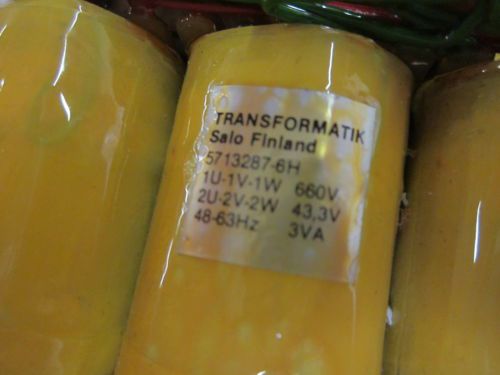 TRANSFORMATIK
Salo Finland
5713287-6H
1U-1V-1W 660V
2U-2V-2W 43,3V
48-63Hz 3VA